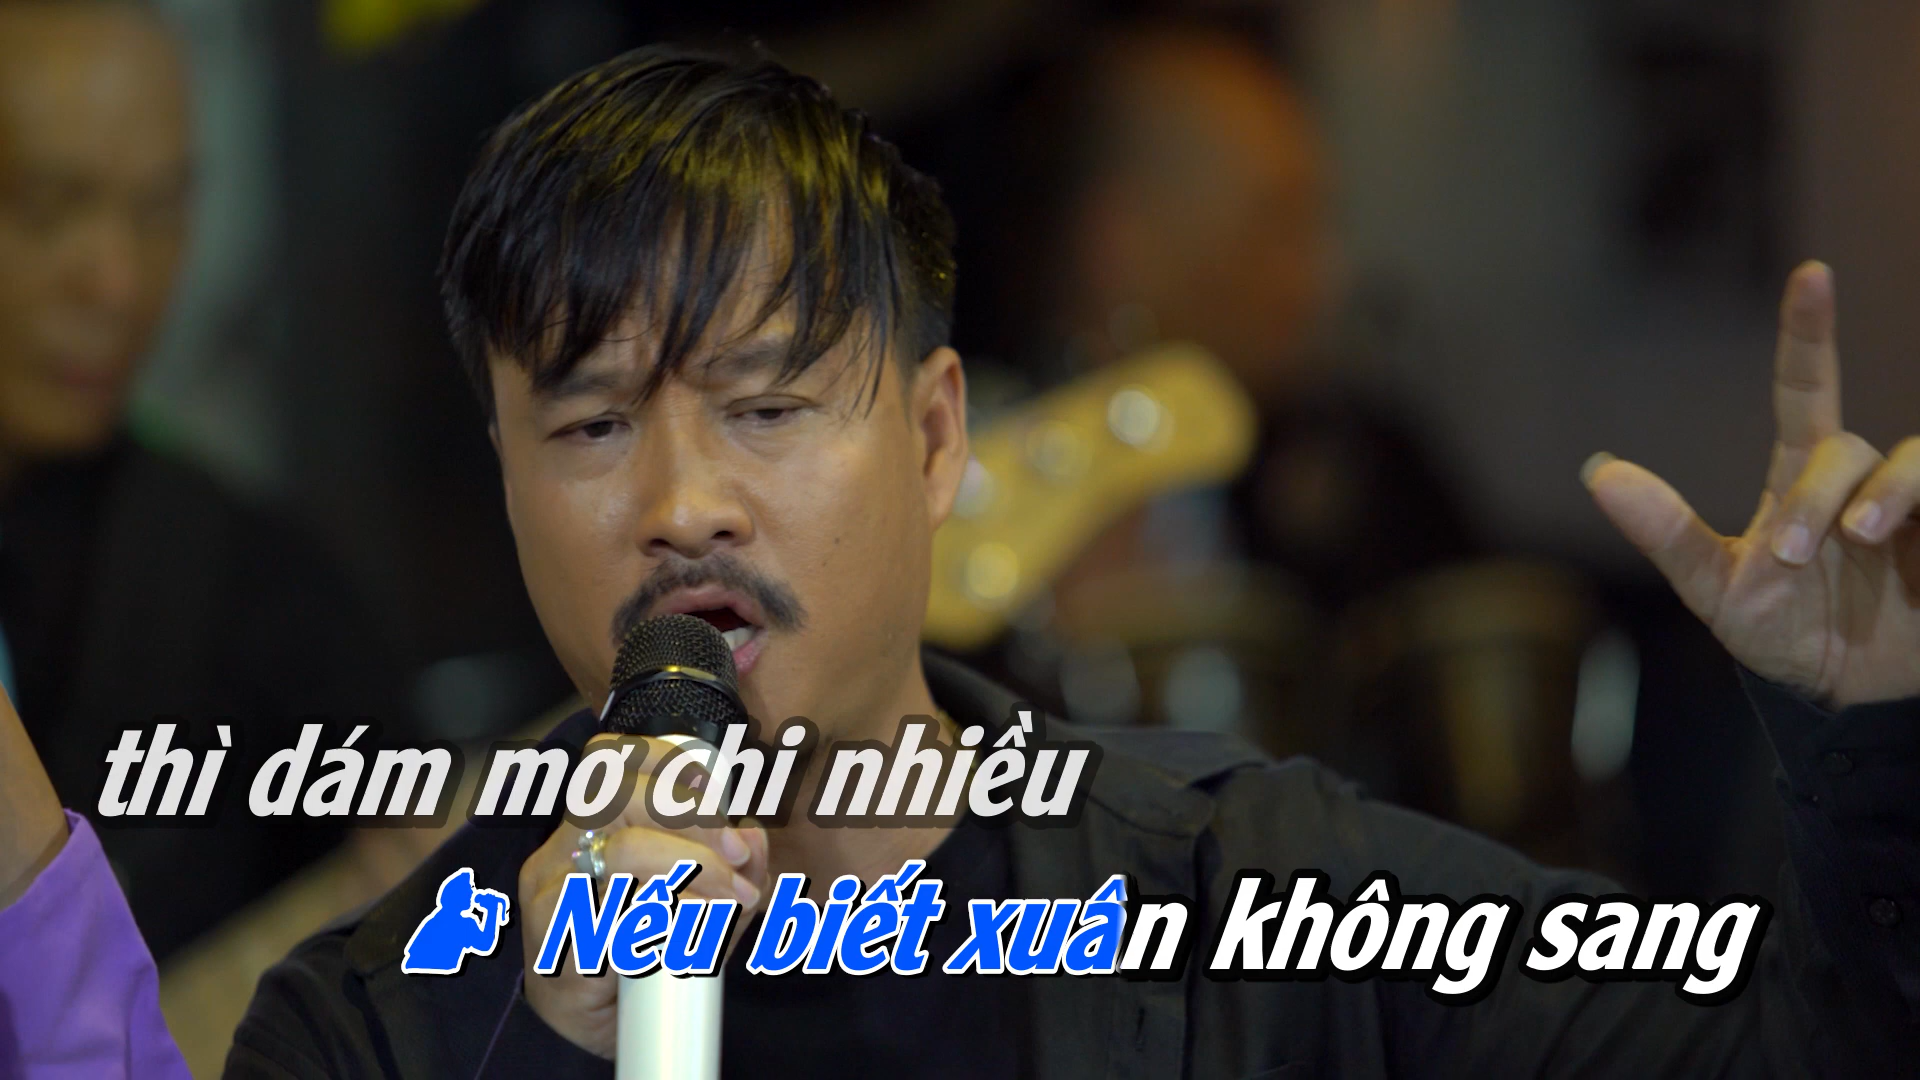 thì dám mơ chi nhiều
Nếu biết xuân không sang